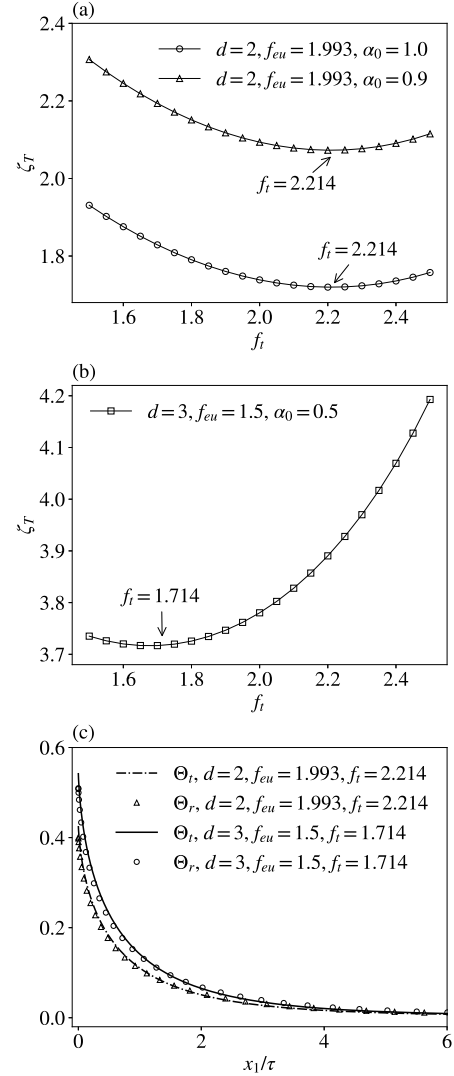 (a)
2.4
d = 2, f_eu = 1.993, α_0 = 1.0
d = 2, f_eu = 1.993, α_0 = 0.9
2.2
ζ_T
2.0
f_t = 2.214
f_t = 2.214
1.8
1.6 1.8 2.0 2.2 2.4
f_t
(b)
4.2
d = 3, f_eu = 1.5, α_0 = 0.5
4.1
4.0
ζ_T
3.9
3.8
f_t = 1.714
3.7
1.6 1.8 2.0 2.2 2.4
f_t
(c)
0.6
Θ_t, d = 2, f_eu = 1.993, f_t = 2.214
Θ_r, d = 2, f_eu = 1.993, f_t = 2.214
Θ_t, d = 3, f_eu = 1.5, f_t = 1.714
0.4
Θ_r, d = 3, f_eu = 1.5, f_t = 1.714
0.2
0.0
0 2 4 6
x_1/τ